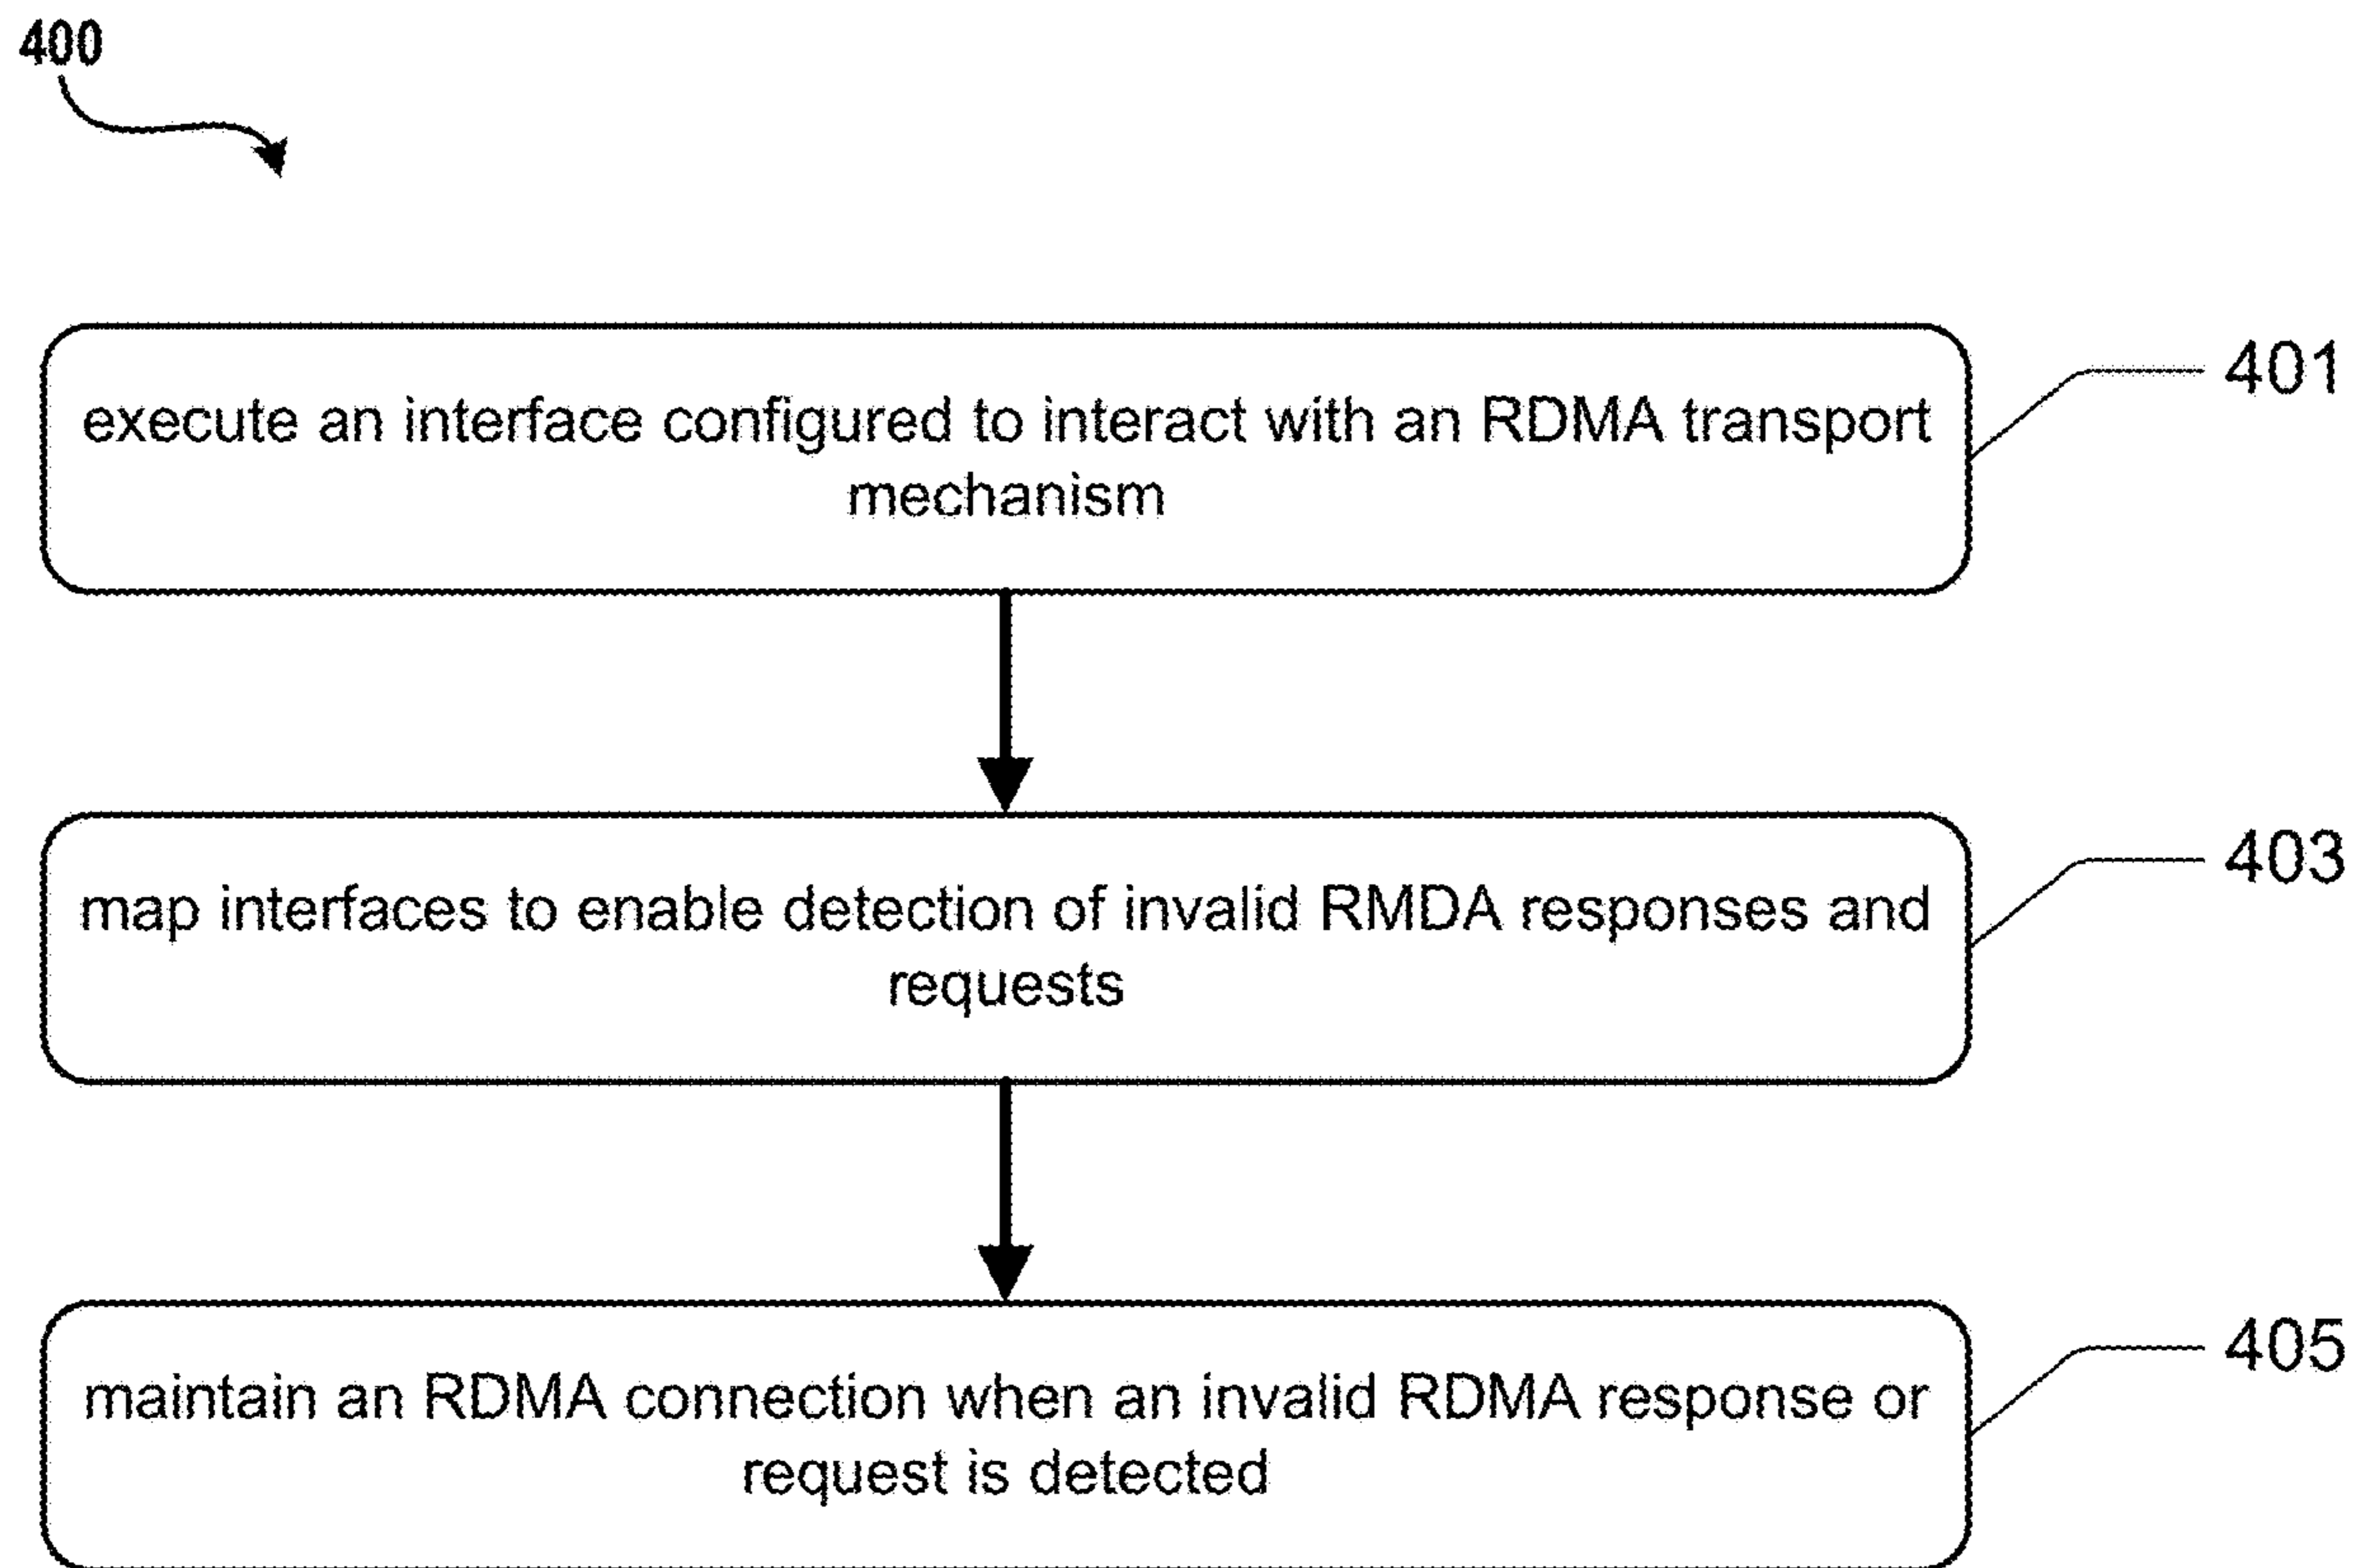 400
execute an interface configured to interact with an RDMA transport
mechanism
401
map interfaces to enable detection of invalid RMDA responses and
requests
403
maintain an RDMA connection when an invalid RDMA response or
request is detected
405